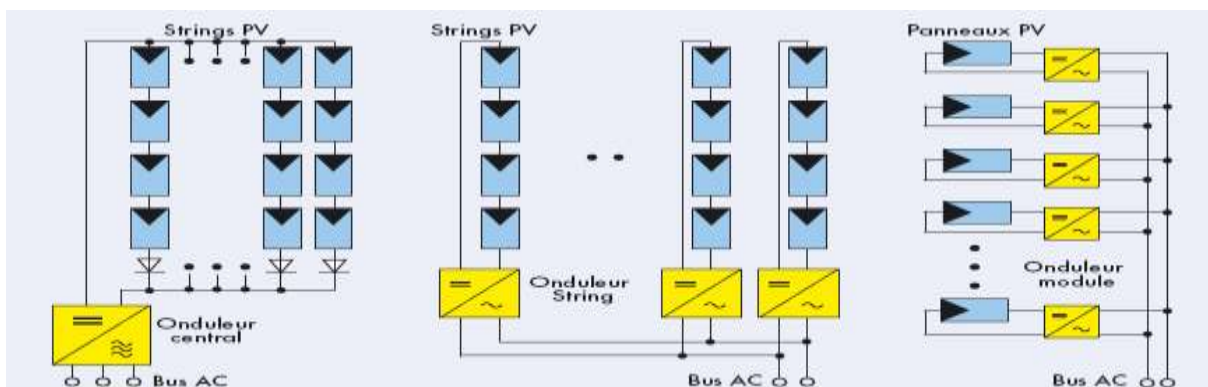 Strings PV
Onduleur
central
Bus AC
Strings PV
Onduleur
String
Bus AC
Panneaux PV
Onduleur
module
Bus AC